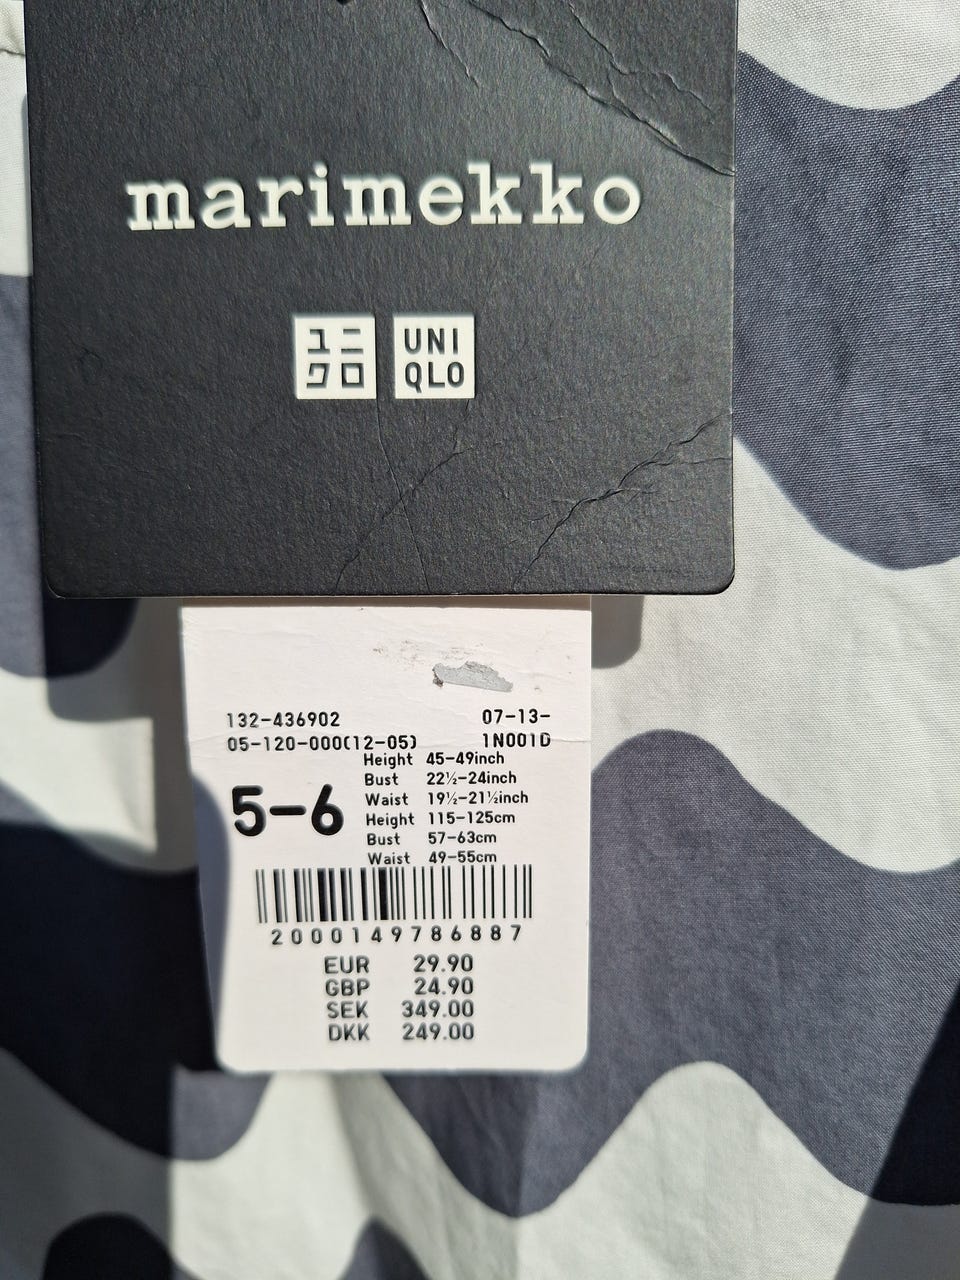 marimekko
ユニ UNI
クロ QLO
132-436902 07-13-
05-120-000(12-05) 1N001D
5-6
Height 45-49inch
Bust 22½-24inch
Waist 19½-21½inch
Height 115-125cm
Bust 57-63cm
Waist 49-55cm
2000149786887
EUR 29.90
GBP 24.90
SEK 349.00
DKK 249.00